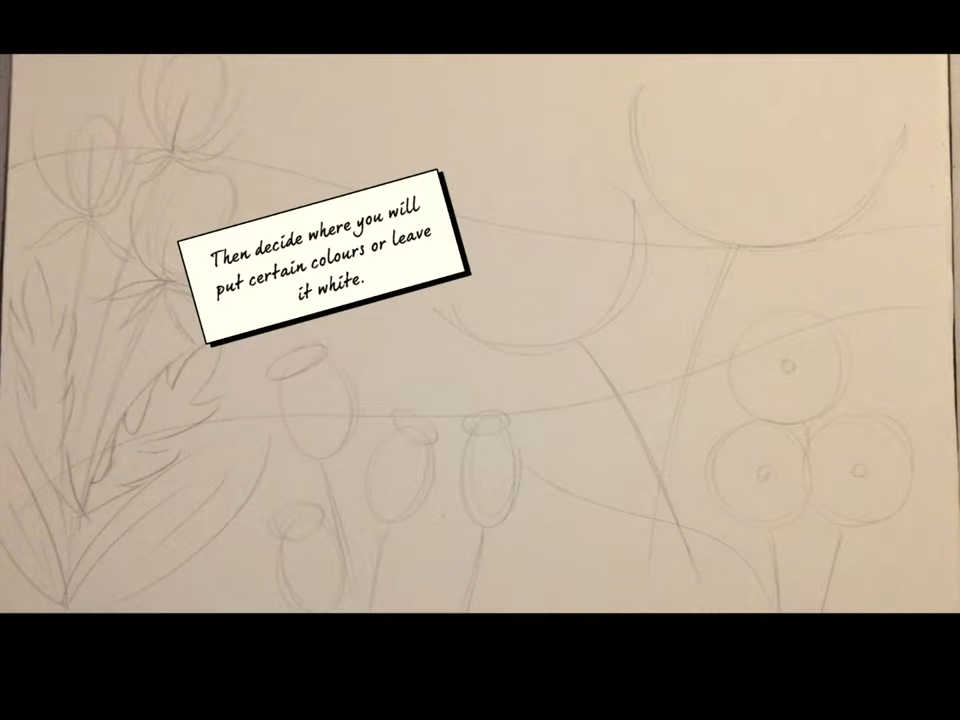 Then decide where you will
put certain colours or leave
it white.